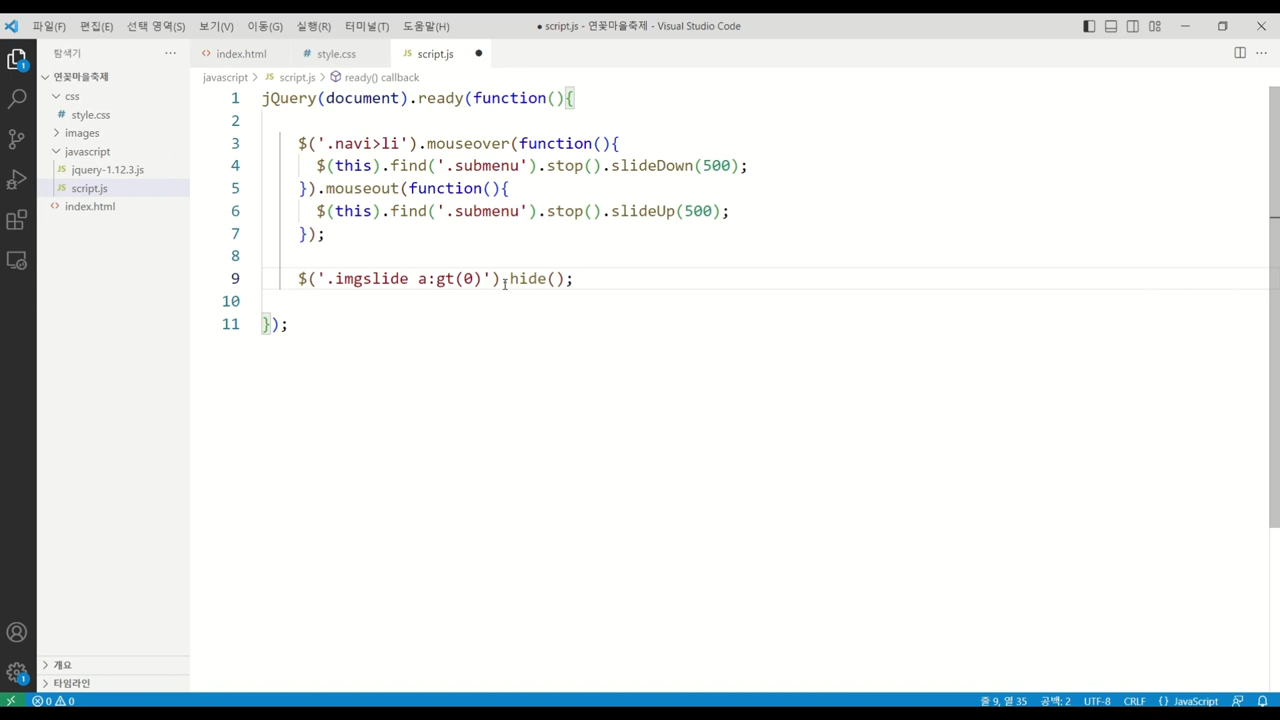 파일(F) 편집(E) 선택 영역(S) 보기(V) 이동(G) 실행(R) 터미널(T) 도움말(H) ● script.js - 연꽃마을축제 - Visual Studio Code
탐색기 ···
연꽃마을축제
css
# style.css
images
javascript
JS jquery-1.12.3.js
JS script.js
<> index.html
개요
타임라인
<> index.html # style.css JS script.js ●
javascript > JS script.js > ready() callback
1 jQuery(document).ready(function(){
2
3 $('.navi>li').mouseover(function(){
4 $(this).find('.submenu').stop().slideDown(500);
5 }).mouseout(function(){
6 $(this).find('.submenu').stop().slideUp(500);
7 });
8
9 $('.imgslide a:gt(0)').hide();
10
11 });
0 0 줄 9, 열 35 공백: 2 UTF-8 CRLF {} JavaScript